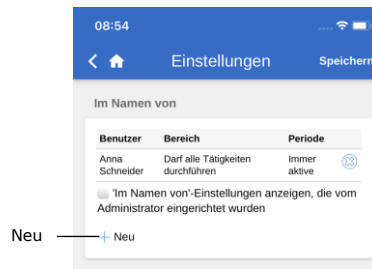 08:54
Einstellungen
Speichern
Im Namen von
Benutzer Bereich Periode
Anna Darf alle Tätigkeiten Immer
Schneider durchführen aktive
'Im Namen von'-Einstellungen anzeigen, die vom
Administrator eingerichtet wurden
Neu
+ Neu